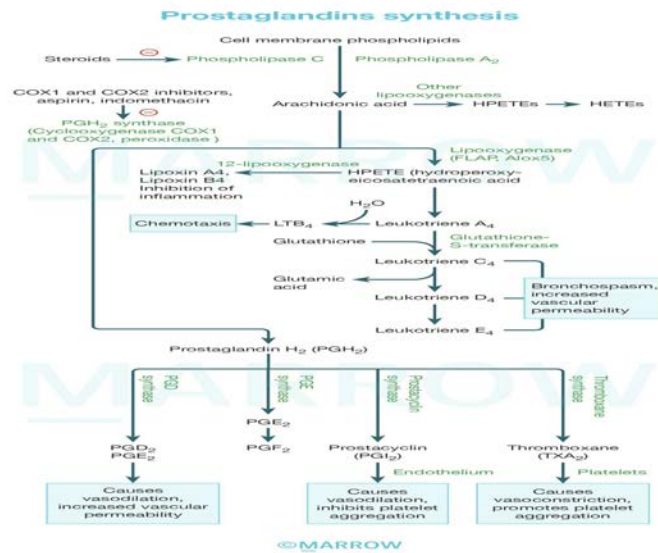 Prostaglandins synthesis
Cell membrane phospholipids
Steroids
Phospholipase C
Phospholipase A₂
COX1 and COX2 inhibitors,
aspirin, indomethacin
Other
lipooxygenases
Arachidonic acid
HPETEs
HETEs
PGH₂ synthase
(Cyclooxygenase COX1
and COX2, peroxidase)
Lipooxygenase
(FLAP, Alox5)
12-lipooxygenase
Lipoxin A4,
Lipoxin B4
Inhibition of
inflammation
HPETE (hydroperoxy-
eicosatetraenoic acid
H₂O
Chemotaxis
LTB₄
Leukotriene A₄
Glutathione
Glutathione-
S-transferase
Leukotriene C₄
Glutamic
acid
Leukotriene D₄
Bronchospasm,
increased
vascular
permeability
Leukotriene E₄
Prostaglandin H₂ (PGH₂)
PGD
synthase
PGE
synthase
Prostacyclin
synthase
Thromboxane
synthase
PGE₂
PGD₂
PGE₂
PGF₂
Prostacyclin
(PGI₂)
Thromboxane
(TXA₂)
Endothelium
Platelets
Causes
vasodilation,
increased vascular
permeability
Causes
vasodilation,
inhibits platelet
aggregation
Causes
vasoconstriction,
promotes platelet
aggregation
MARROW
MARROW
©MARROW